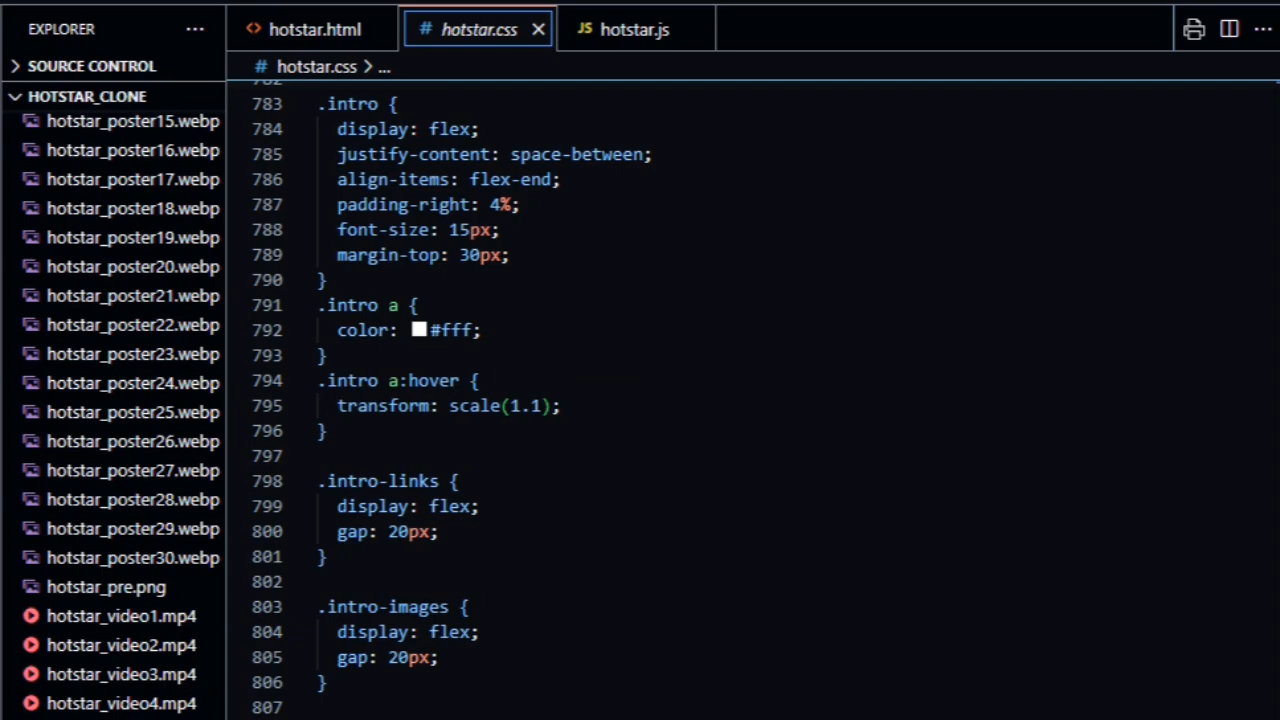 EXPLORER
SOURCE CONTROL
HOTSTAR_CLONE
hotstar_poster15.webp
hotstar_poster16.webp
hotstar_poster17.webp
hotstar_poster18.webp
hotstar_poster19.webp
hotstar_poster20.webp
hotstar_poster21.webp
hotstar_poster22.webp
hotstar_poster23.webp
hotstar_poster24.webp
hotstar_poster25.webp
hotstar_poster26.webp
hotstar_poster27.webp
hotstar_poster28.webp
hotstar_poster29.webp
hotstar_poster30.webp
hotstar_pre.png
hotstar_video1.mp4
hotstar_video2.mp4
hotstar_video3.mp4
hotstar_video4.mp4
<> hotstar.html # hotstar.css JS hotstar.js
# hotstar.css > ...
782
783 .intro {
784 display: flex;
785 justify-content: space-between;
786 align-items: flex-end;
787 padding-right: 4%;
788 font-size: 15px;
789 margin-top: 30px;
790 }
791 .intro a {
792 color: #fff;
793 }
794 .intro a:hover {
795 transform: scale(1.1);
796 }
797
798 .intro-links {
799 display: flex;
800 gap: 20px;
801 }
802
803 .intro-images {
804 display: flex;
805 gap: 20px;
806 }
807